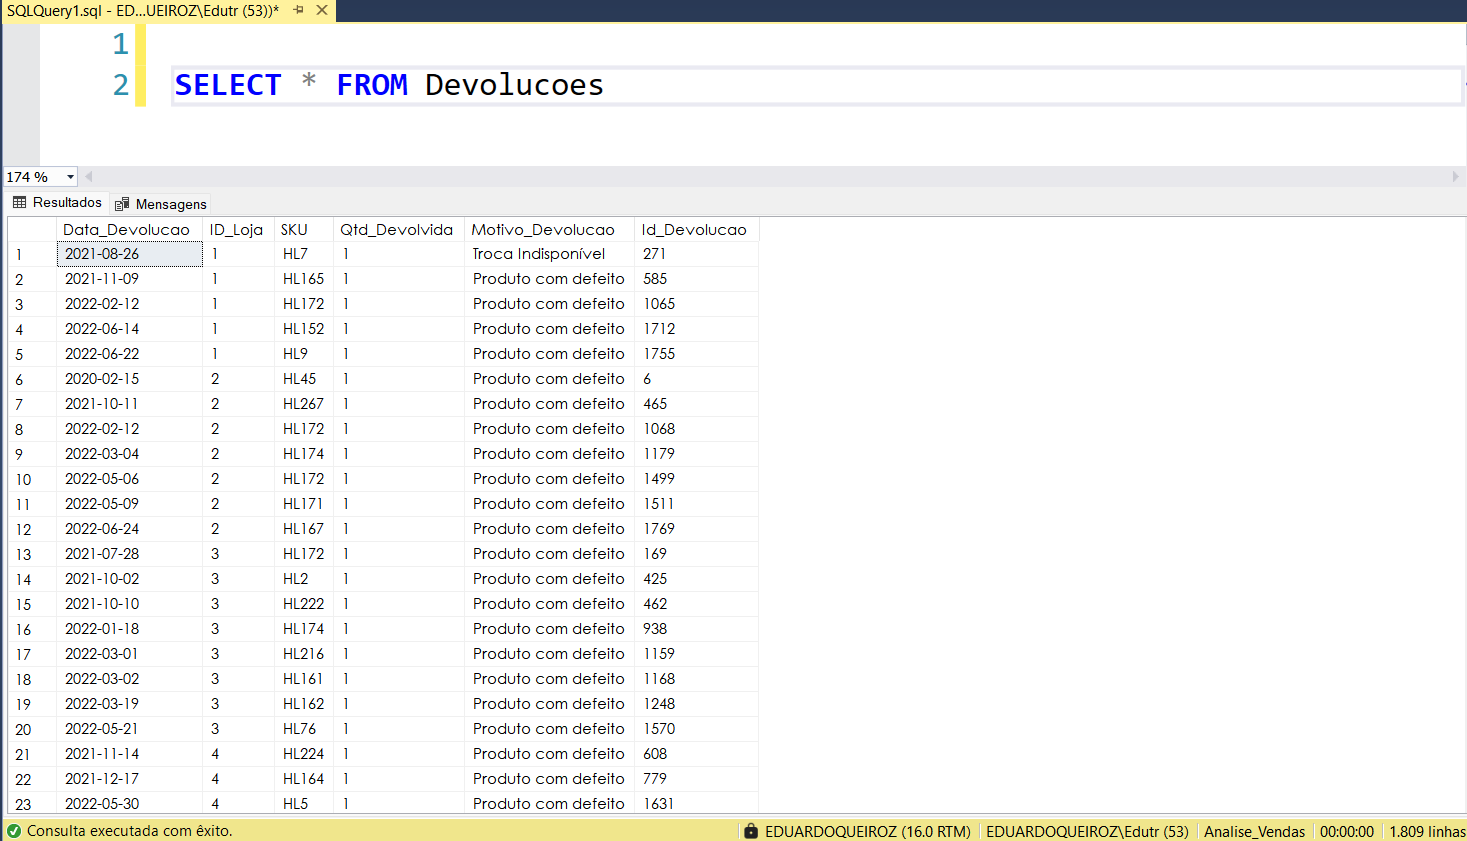 SQLQuery1.sql - ED...UEIROZ\Edutr (53))*
1
2 SELECT * FROM Devolucoes
174 %
Resultados Mensagens
Data_Devolucao ID_Loja SKU Qtd_Devolvida Motivo_Devolucao Id_Devolucao
1 2021-08-26 1 HL7 1 Troca Indisponível 271
2 2021-11-09 1 HL165 1 Produto com defeito 585
3 2022-02-12 1 HL172 1 Produto com defeito 1065
4 2022-06-14 1 HL152 1 Produto com defeito 1712
5 2022-06-22 1 HL9 1 Produto com defeito 1755
6 2020-02-15 2 HL45 1 Produto com defeito 6
7 2021-10-11 2 HL267 1 Produto com defeito 465
8 2022-02-12 2 HL172 1 Produto com defeito 1068
9 2022-03-04 2 HL174 1 Produto com defeito 1179
10 2022-05-06 2 HL172 1 Produto com defeito 1499
11 2022-05-09 2 HL171 1 Produto com defeito 1511
12 2022-06-24 2 HL167 1 Produto com defeito 1769
13 2021-07-28 3 HL172 1 Produto com defeito 169
14 2021-10-02 3 HL2 1 Produto com defeito 425
15 2021-10-10 3 HL222 1 Produto com defeito 462
16 2022-01-18 3 HL174 1 Produto com defeito 938
17 2022-03-01 3 HL216 1 Produto com defeito 1159
18 2022-03-02 3 HL161 1 Produto com defeito 1168
19 2022-03-19 3 HL162 1 Produto com defeito 1248
20 2022-05-21 3 HL76 1 Produto com defeito 1570
21 2021-11-14 4 HL224 1 Produto com defeito 608
22 2021-12-17 4 HL164 1 Produto com defeito 779
23 2022-05-30 4 HL5 1 Produto com defeito 1631
Consulta executada com êxito. EDUARDOQUEIROZ (16.0 RTM) EDUARDOQUEIROZ\Edutr (53) Analise_Vendas 00:00:00 1.809 linhas